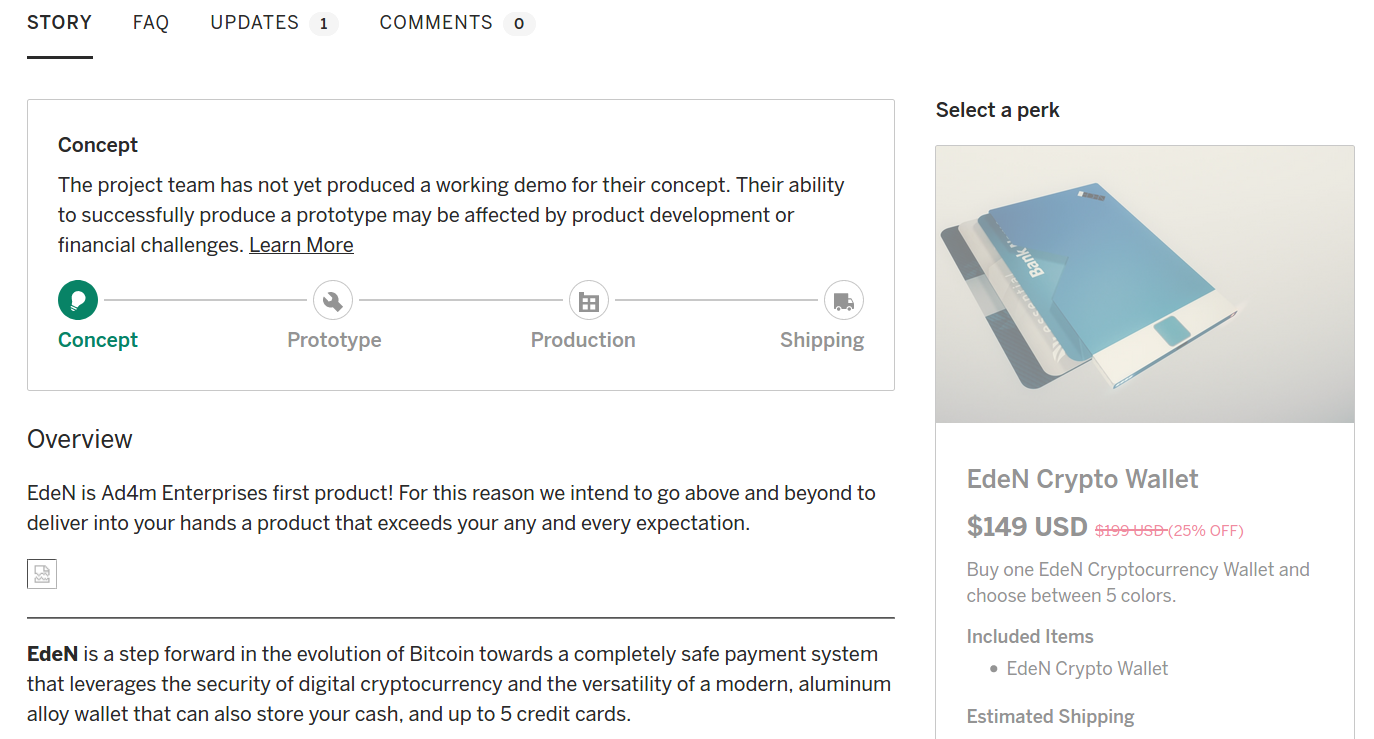 STORY FAQ UPDATES 1 COMMENTS 0
Concept
The project team has not yet produced a working demo for their concept. Their ability
to successfully produce a prototype may be affected by product development or
financial challenges. Learn More
Concept Prototype Production Shipping
Overview
EdeN is Ad4m Enterprises first product! For this reason we intend to go above and beyond to
deliver into your hands a product that exceeds your any and every expectation.
EdeN is a step forward in the evolution of Bitcoin towards a completely safe payment system
that leverages the security of digital cryptocurrency and the versatility of a modern, aluminum
alloy wallet that can also store your cash, and up to 5 credit cards.
Select a perk
Bank
EdeN Crypto Wallet
$149 USD $199 USD (25% OFF)
Buy one EdeN Cryptocurrency Wallet and
choose between 5 colors.
Included Items
• EdeN Crypto Wallet
Estimated Shipping